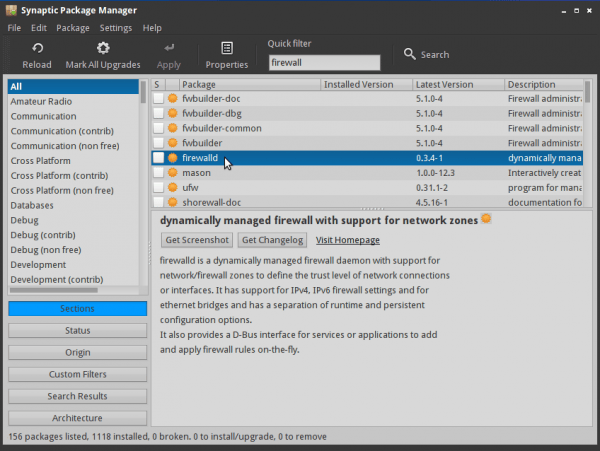 Synaptic Package Manager
File Edit Package Settings Help
Quick filter
Reload Mark All Upgrades Apply Properties firewall Search
All
Amateur Radio
Communication
Communication (contrib)
Communication (non free)
Cross Platform
Cross Platform (contrib)
Cross Platform (non free)
Databases
Debug
Debug (contrib)
Debug (non free)
Development
Development (contrib)
Sections
Status
Origin
Custom Filters
Search Results
Architecture
S Package Installed Version Latest Version Description
fwbuilder-doc 5.1.0-4 Firewall administra
fwbuilder-dbg 5.1.0-4 Firewall administra
fwbuilder-common 5.1.0-4 Firewall administra
fwbuilder 5.1.0-4 Firewall administra
firewalld 0.3.4-1 dynamically mana
mason 1.0.0-12.3 Interactively creat
ufw 0.31.1-2 program for mana
shorewall-doc 4.5.16-1 documentation fo
dynamically managed firewall with support for network zones
Get Screenshot Get Changelog Visit Homepage
firewalld is a dynamically managed firewall daemon with support for
network/firewall zones to define the trust level of network connections
or interfaces. It has support for IPv4, IPv6 firewall settings and for
ethernet bridges and has a separation of runtime and persistent
configuration options.
It also provides a D-Bus interface for services or applications to add
and apply firewall rules on-the-fly.
156 packages listed, 1118 installed, 0 broken. 0 to install/upgrade, 0 to remove